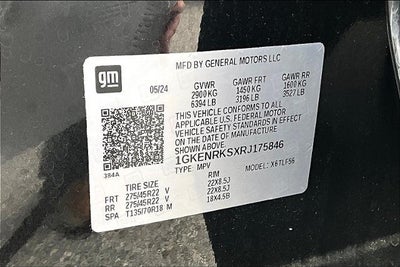 gm
MFD BY GENERAL MOTORS LLC
05/24 GVWR GAWR FRT GAWR RR
2900 KG 1450 KG 1600 KG
6394 LB 3196 LB 3527 LB
THIS VEHICLE CONFORMS TO ALL
APPLICABLE U.S. FEDERAL MOTOR
VEHICLE SAFETY STANDARDS IN EFFECT
ON THE DATE OF MANUFACTURE
SHOWN ABOVE.
1GKENRKSXRJ175846
384A TYPE: MPV MODEL: X6TLF56
TIRE SIZE RIM
FRT 275/45R22 V 22X8.5J
RR 275/45R22 V 22X8.5J
SPA T135/70R18 M 18X4.5B